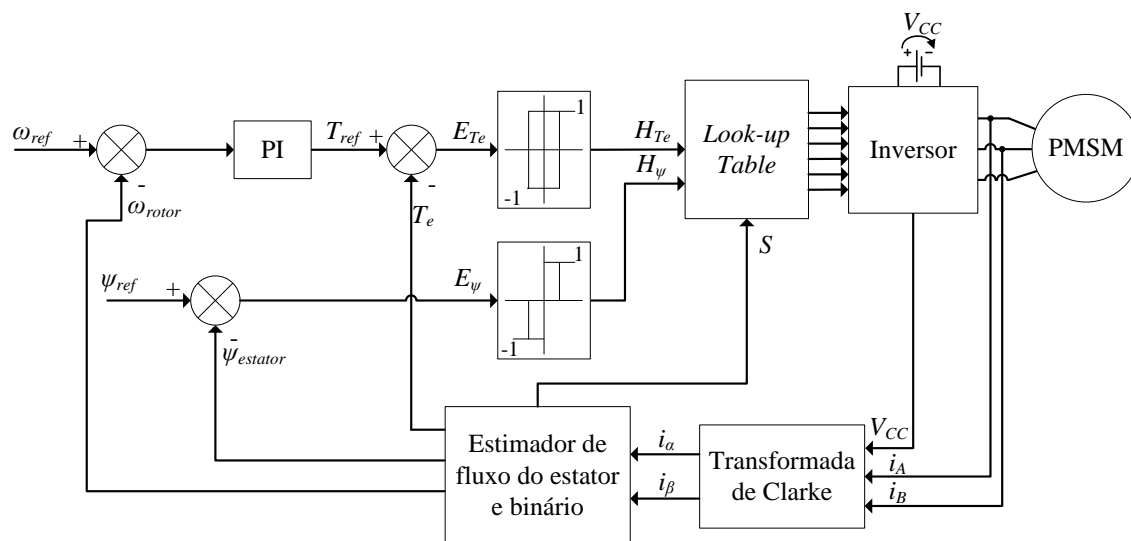 V_CC
+ -
ω_ref
+
-
ω_rotor
PI
T_ref
+
-
T_e
E_Te
1
-1
H_Te
H_ψ
Look-up
Table
S
Inversor
PMSM
ψ_ref
+
-
ψ_estator
E_ψ
1
-1
Estimador de
fluxo do estator
e binário
i_α
i_β
Transformada
de Clarke
V_CC
i_A
i_B